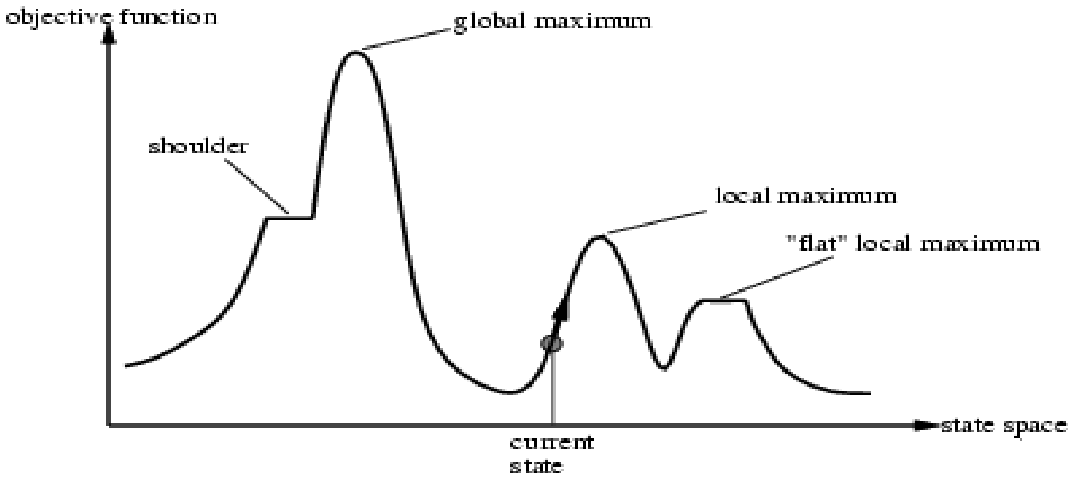 objective function
global maximum
shoulder
local maximum
"flat" local maximum
state space
current
state